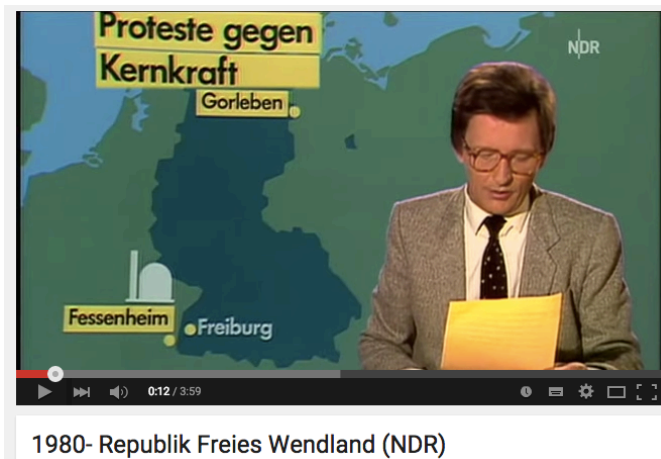 Proteste gegen
Kernkraft
NDR
Gorleben
Fessenheim
Freiburg
0:12 / 3:59
1980- Republik Freies Wendland (NDR)